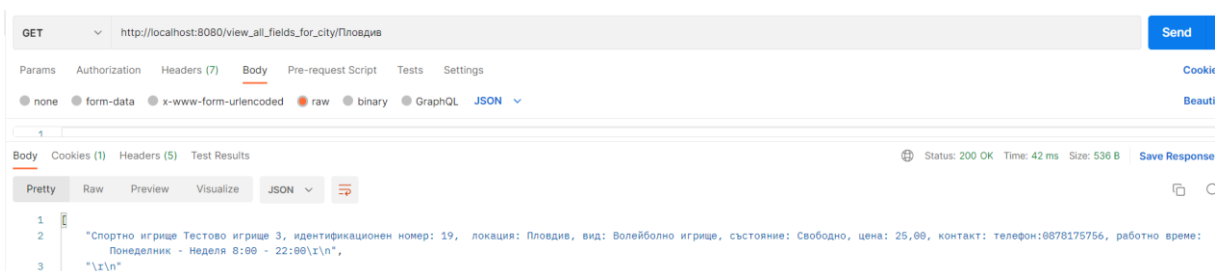 GET http://localhost:8080/view_all_fields_for_city/Пловдив Send
Params Authorization Headers (7) Body Pre-request Script Tests Settings Cookie
none form-data x-www-form-urlencoded raw binary GraphQL JSON Beauti
1
Body Cookies (1) Headers (5) Test Results Status: 200 OK Time: 42 ms Size: 536 B Save Response
Pretty Raw Preview Visualize JSON
1 [
2 "Спортно игрище Тестово игрище 3, идентификационен номер: 19, локация: Пловдив, вид: Волейболно игрище, състояние: Свободно, цена: 25,00, контакт: телефон:0878175756, работно време:
Понеделник - Неделя 8:00 - 22:00\r\n",
3 "\r\n"